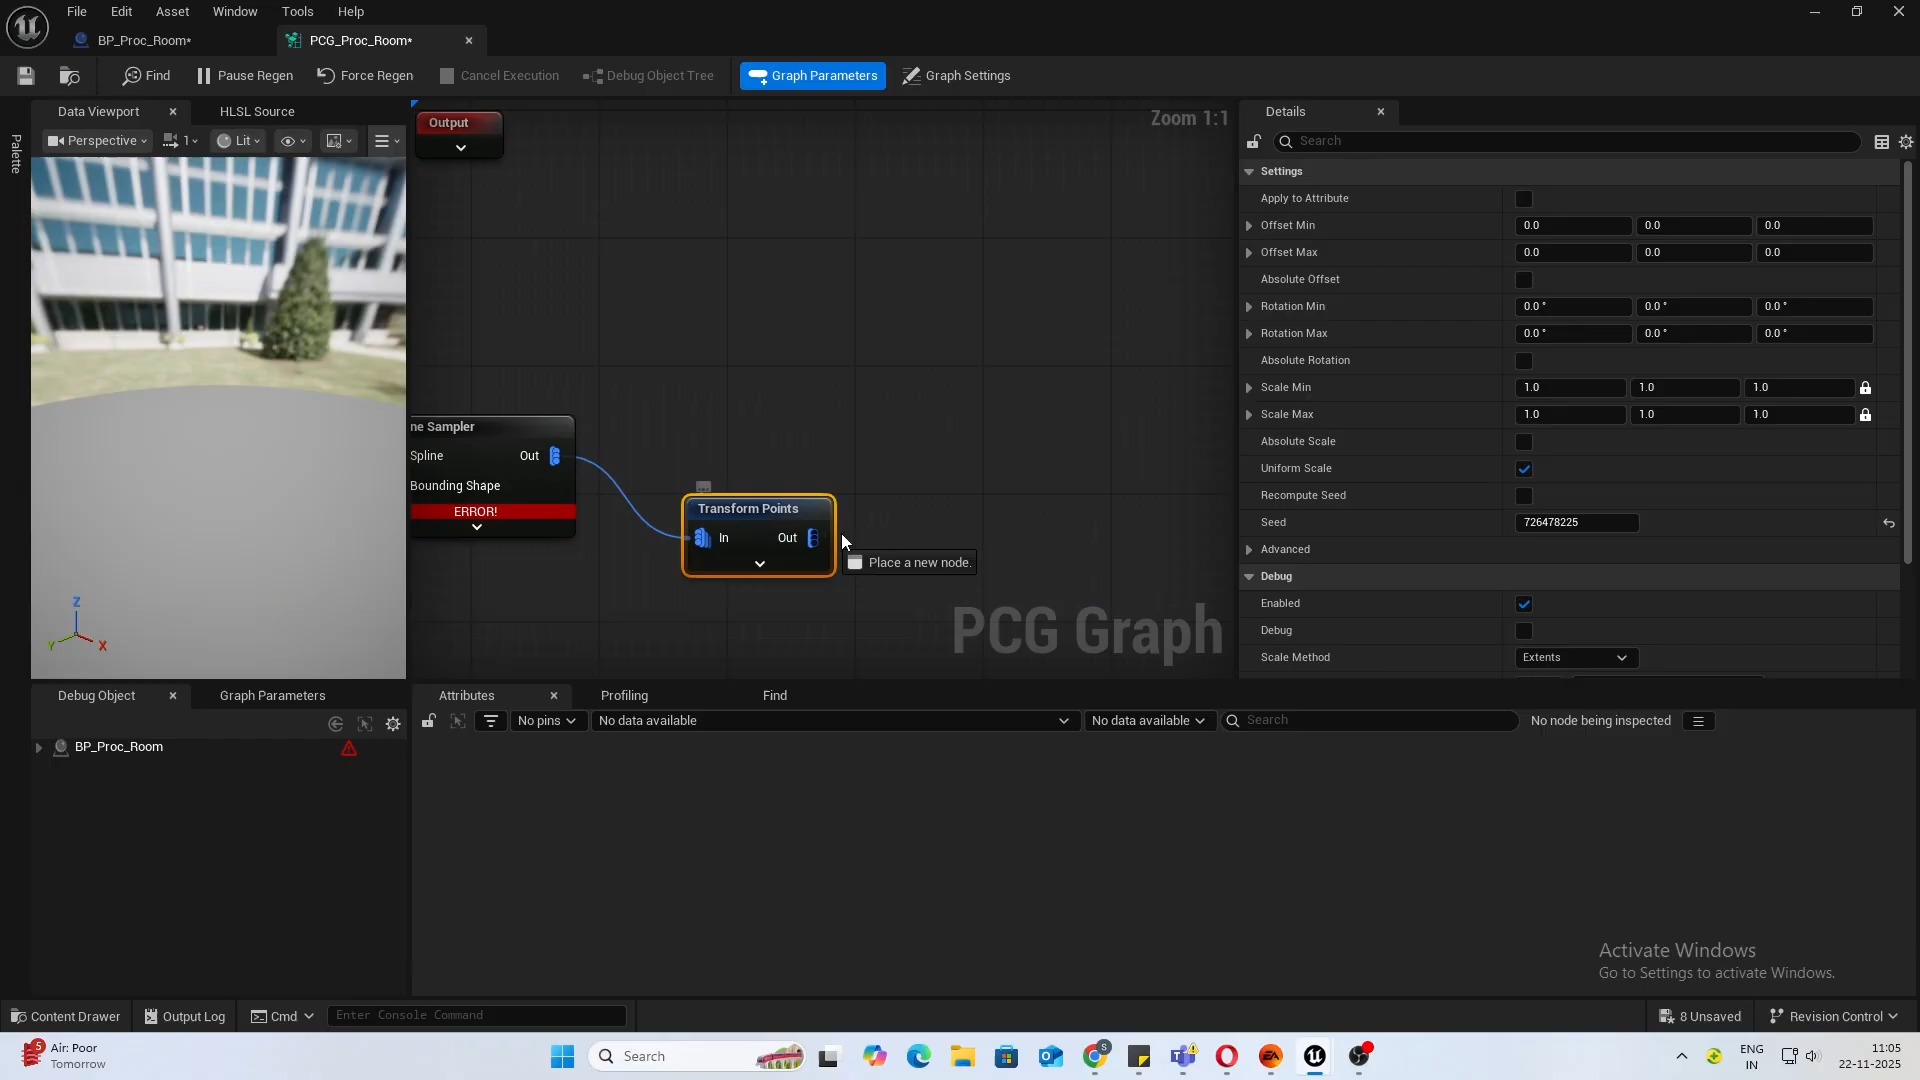 File Edit Asset Window Tools Help
BP_Proc_Room*
PCG_Proc_Room*
Find Pause Regen Force Regen Cancel Execution Debug Object Tree Graph Parameters Graph Settings
Palette
Data Viewport HLSL Source
Perspective 1 Lit
Z
Y
X
Output
Zoom 1:1
ne Sampler
Spline Out
Bounding Shape
ERROR!
Transform Points
In Out
Place a new node.
PCG Graph
Details
Search
Settings
Apply to Attribute
Offset Min 0.0 0.0 0.0
Offset Max 0.0 0.0 0.0
Absolute Offset
Rotation Min 0.0 ° 0.0 ° 0.0 °
Rotation Max 0.0 ° 0.0 ° 0.0 °
Absolute Rotation
Scale Min 1.0 1.0 1.0
Scale Max 1.0 1.0 1.0
Absolute Scale
Uniform Scale
Recompute Seed
Seed 726478225
Advanced
Debug
Enabled
Debug
Scale Method Extents
Debug Object Graph Parameters
BP_Proc_Room
Attributes Profiling Find
No pins No data available No data available Search No node being inspected
Activate Windows
Go to Settings to activate Windows.
Content Drawer Output Log Cmd Enter Console Command 8 Unsaved Revision Control
5 Air: Poor
Tomorrow
Search
ENG
IN
11:05
22-11-2025